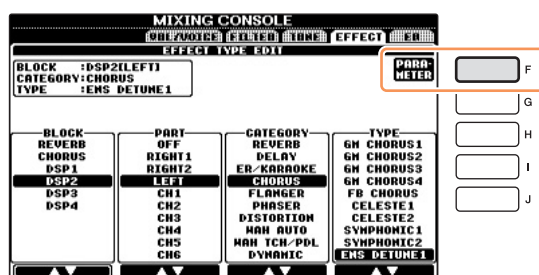 MIXING CONSOLE
VOL/VOICE FILTER TUNE EFFECT EQ
EFFECT TYPE EDIT
BLOCK :DSP2[LEFT]
CATEGORY:CHORUS
TYPE :ENS DETUNE1
PARA-
METER
F
G
H
I
J
BLOCK PART CATEGORY TYPE
REVERB OFF REVERB GM CHORUS1
CHORUS RIGHT1 DELAY GM CHORUS2
DSP1 RIGHT2 ER/KARAOKE GM CHORUS3
DSP2 LEFT CHORUS GM CHORUS4
DSP3 CH1 FLANGER FB CHORUS
DSP4 CH2 PHASER CELESTE1
CH3 DISTORTION CELESTE2
CH4 WAH AUTO SYMPHONIC1
CH5 WAH TCH/PDL SYMPHONIC2
CH6 DYNAMIC ENS DETUNE1